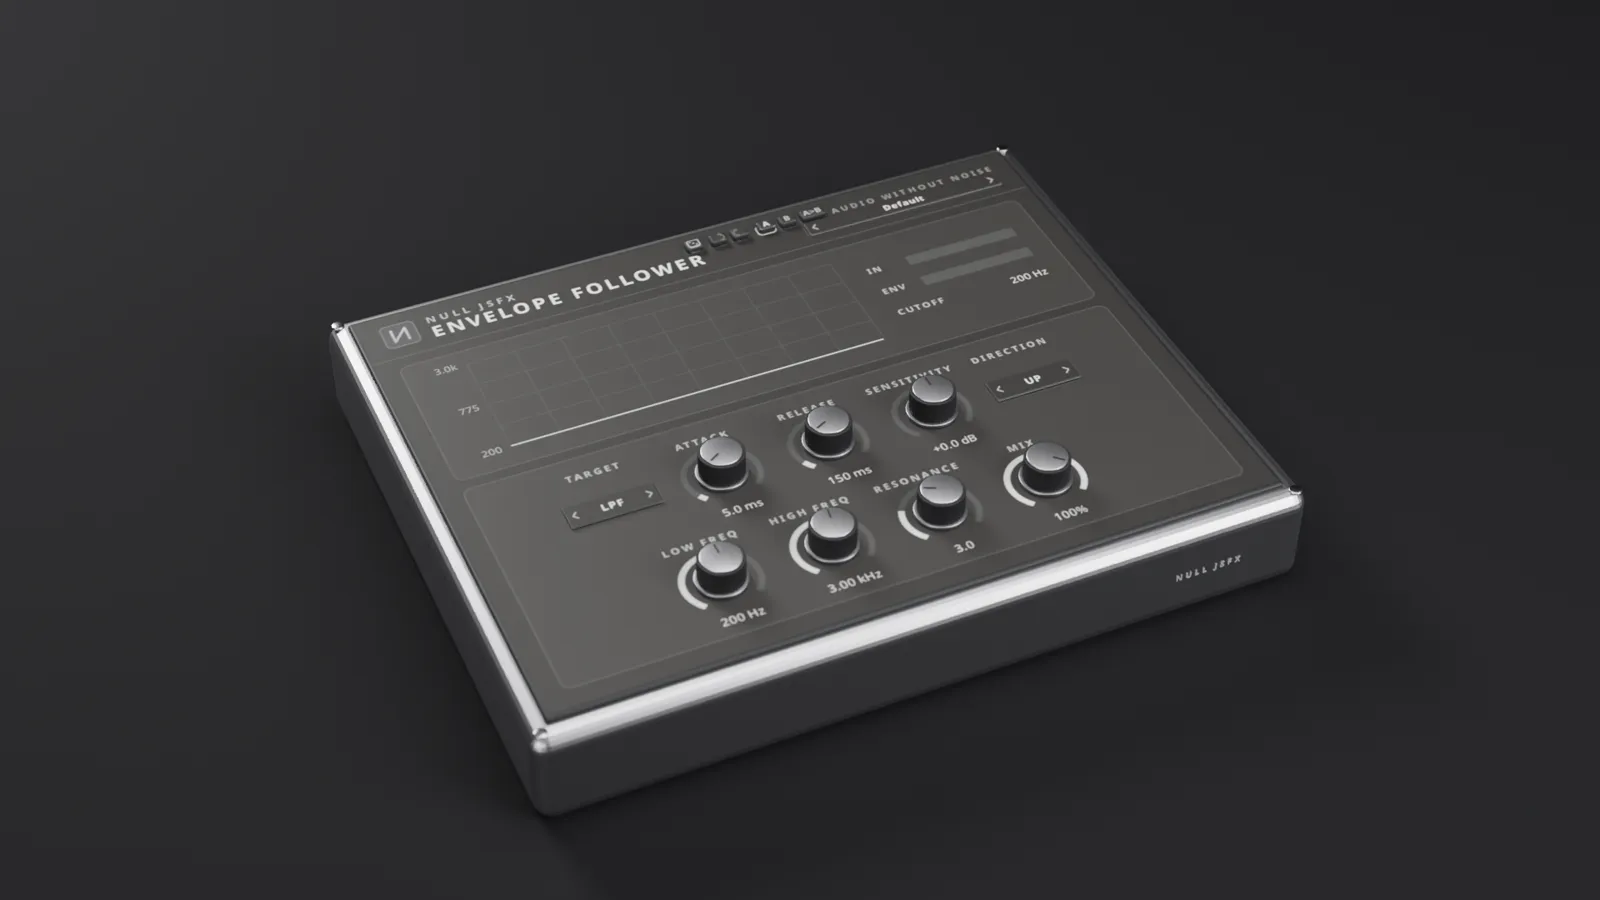 NULL JSFX
ENVELOPE FOLLOWER
A
B
A>B
AUDIO WITHOUT NOISE
< Default >
3.0k
775
200
IN
ENV
CUTOFF 200 Hz
TARGET
< LPF >
ATTACK
5.0 ms
RELEASE
150 ms
SENSITIVITY
+0.0 dB
DIRECTION
< UP >
LOW FREQ
200 Hz
HIGH FREQ
3.00 kHz
RESONANCE
3.0
MIX
100%
NULL JSFX